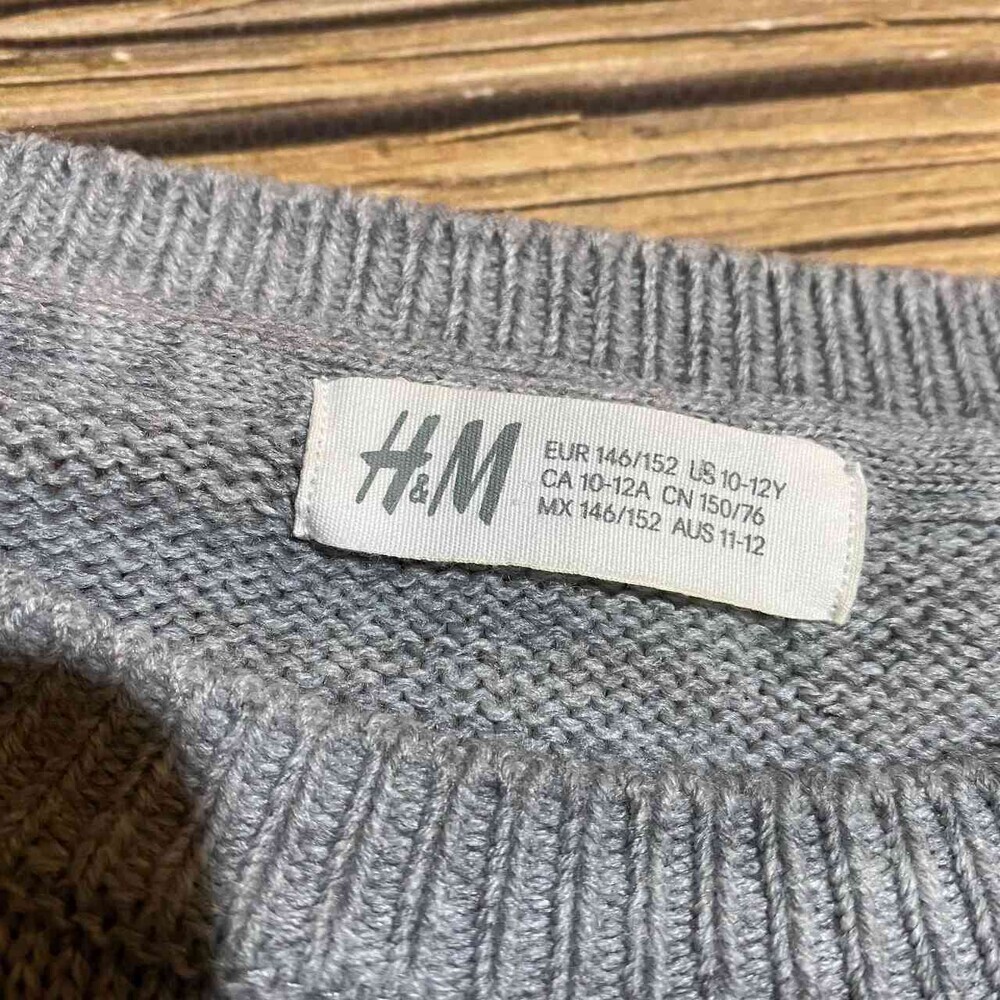 H&M
EUR 146/152 US 10-12Y
CA 10-12A CN 150/76
MX 146/152 AUS 11-12